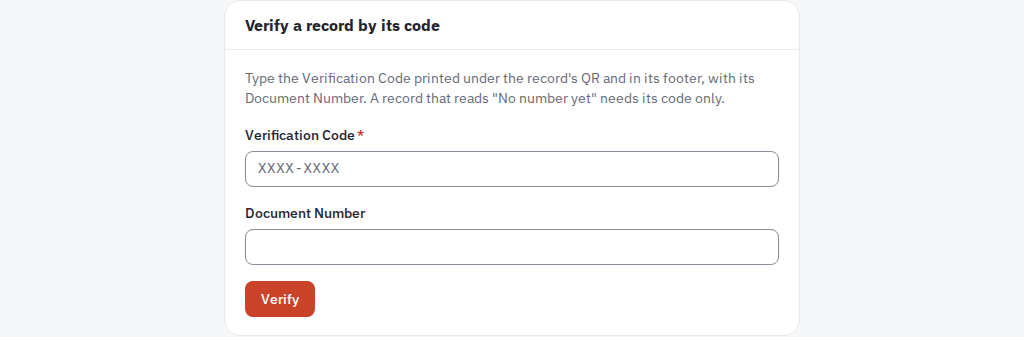 Verify a record by its code
Type the Verification Code printed under the record's QR and in its footer, with its
Document Number. A record that reads "No number yet" needs its code only.
Verification Code *
XXXX-XXXX
Document Number
Verify